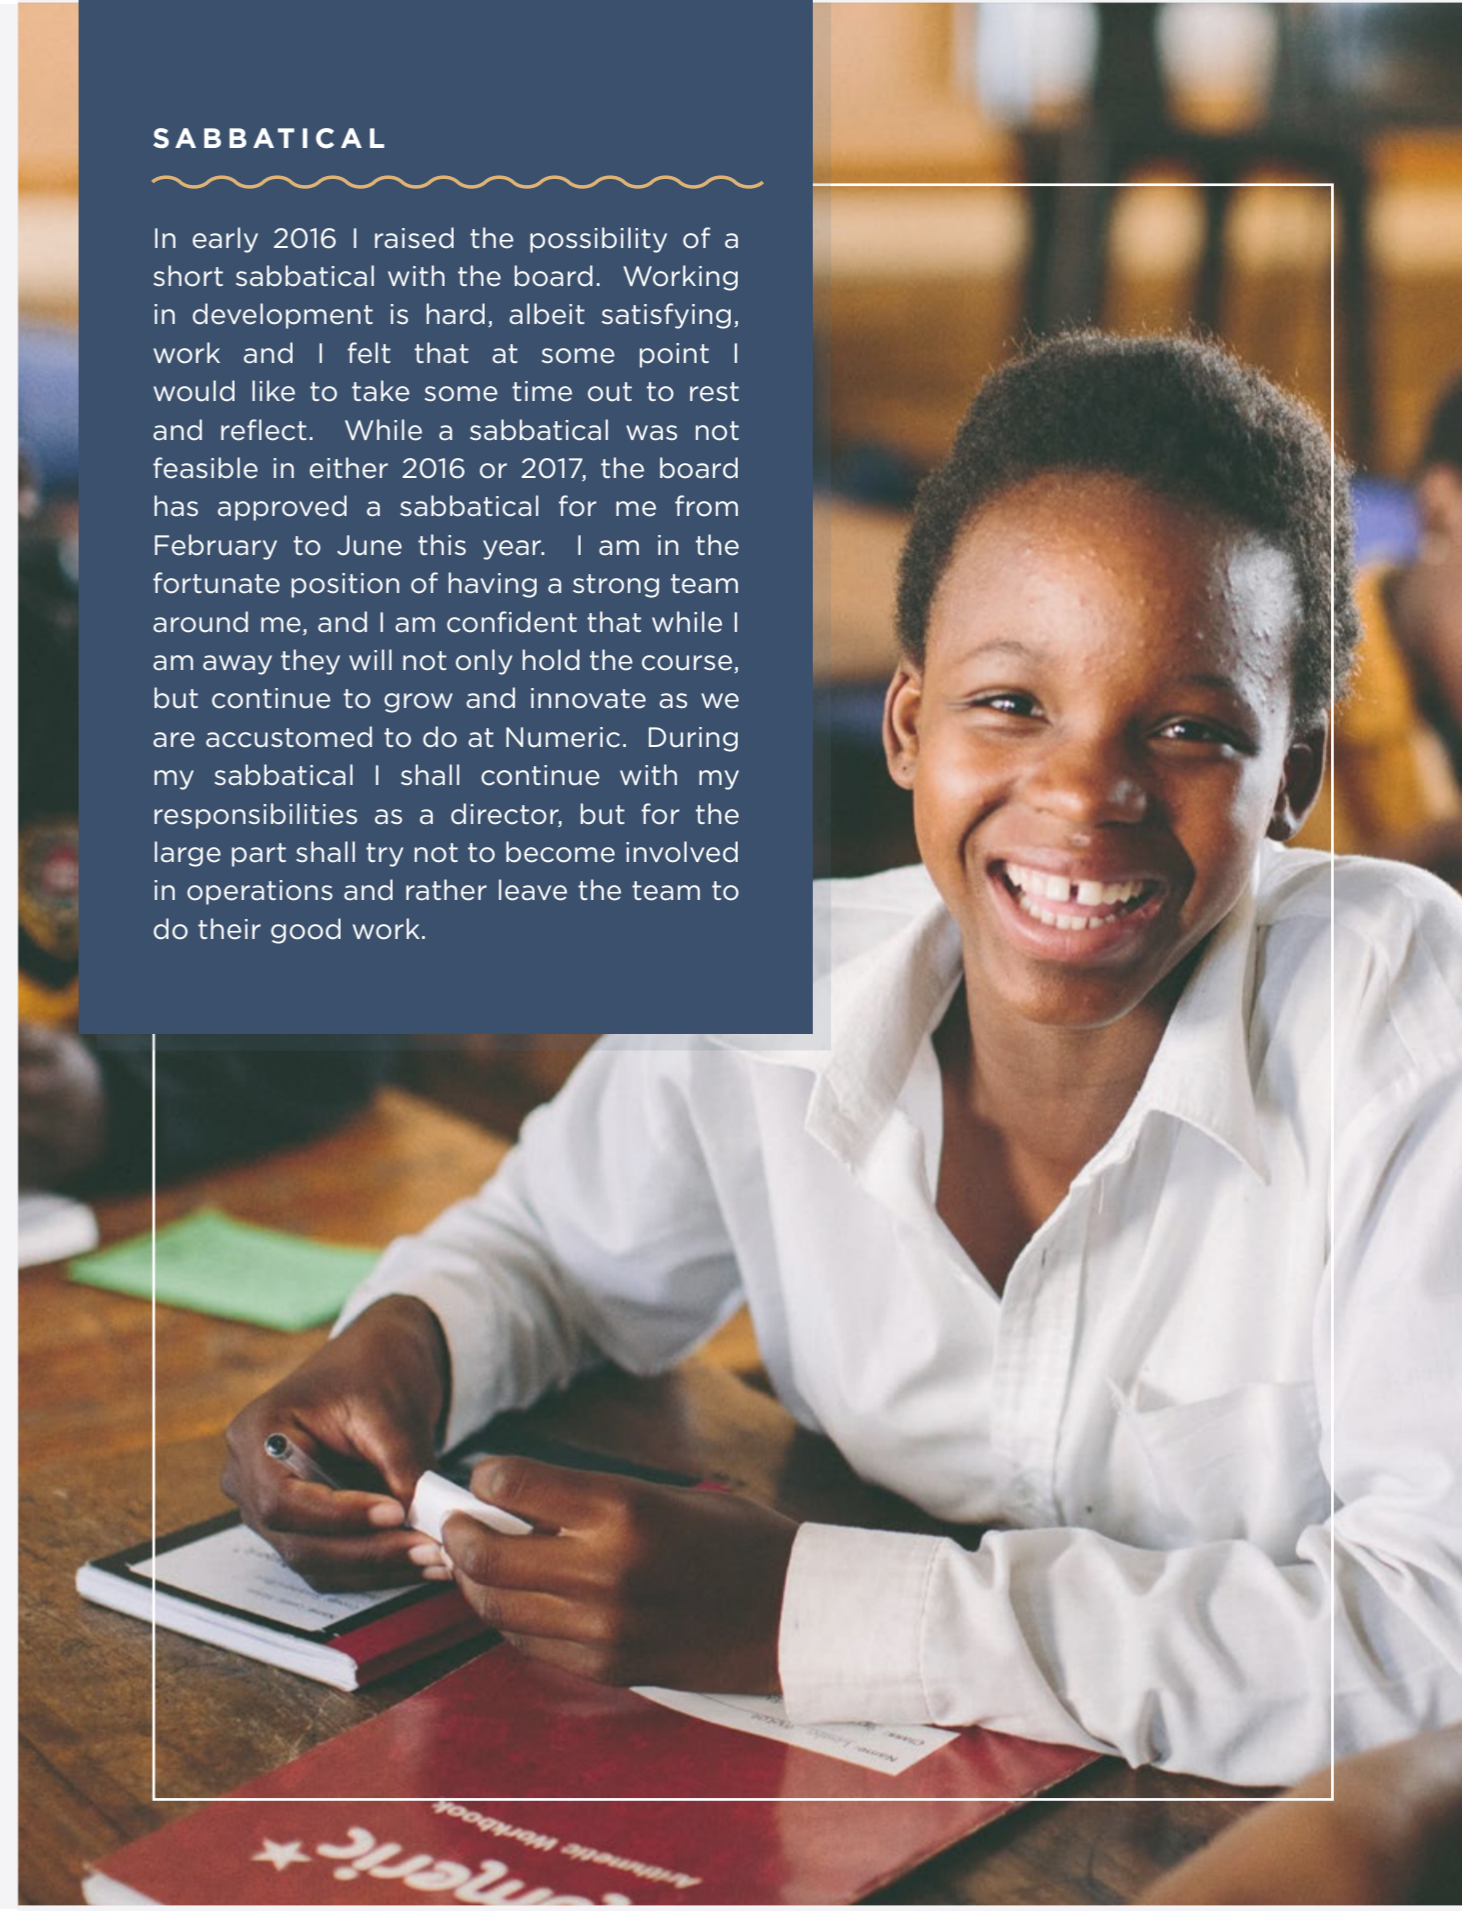 SABBATICAL
In early 2016 I raised the possibility of a
short sabbatical with the board. Working
in development is hard, albeit satisfying,
work and I felt that at some point I
would like to take some time out to rest
and reflect. While a sabbatical was not
feasible in either 2016 or 2017, the board
has approved a sabbatical for me from
February to June this year. I am in the
fortunate position of having a strong team
around me, and I am confident that while I
am away they will not only hold the course,
but continue to grow and innovate as we
are accustomed to do at Numeric. During
my sabbatical I shall continue with my
responsibilities as a director, but for the
large part shall try not to become involved
in operations and rather leave the team to
do their good work.
Name:
Class:
Arithmetic Workbook
umeric